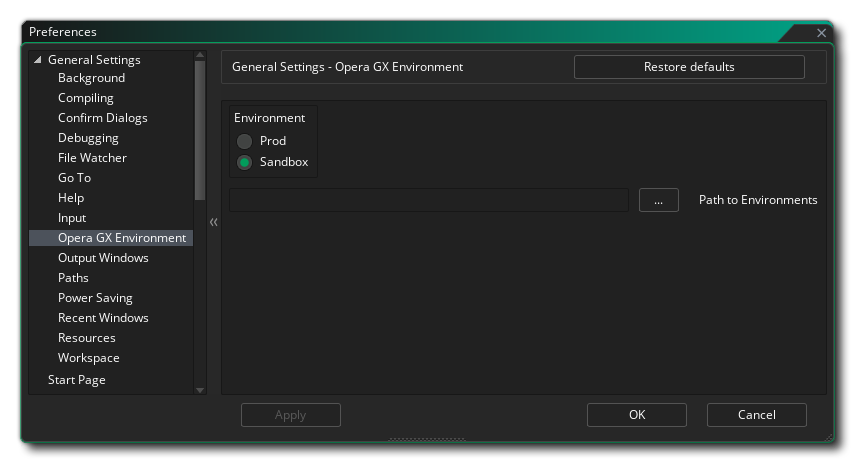 Preferences
General Settings
Background
Compiling
Confirm Dialogs
Debugging
File Watcher
Go To
Help
Input
Opera GX Environment
Output Windows
Paths
Power Saving
Recent Windows
Resources
Workspace
Start Page
General Settings - Opera GX Environment
Restore defaults
Environment
Prod
Sandbox
... Path to Environments
Apply
OK
Cancel